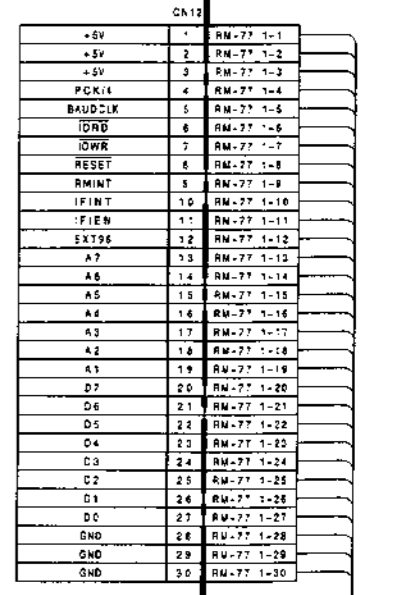 CN12
+5V 1 RM-77 1-1
+5V 2 RM-77 1-2
+5V 3 RM-77 1-3
PCK/4 4 RM-77 1-4
BAUDCLK 5 RM-77 1-5
IORD 6 RM-77 1-6
IOWR 7 RM-77 1-7
RESET 8 RM-77 1-8
RMINT 9 RM-77 1-9
IFINT 10 RM-77 1-10
IFIEN 11 RM-77 1-11
EXT96 12 RM-77 1-12
A7 13 RM-77 1-13
A6 14 RM-77 1-14
A5 15 RM-77 1-15
A4 16 RM-77 1-16
A3 17 RM-77 1-17
A2 18 RM-77 1-18
A1 19 RM-77 1-19
D7 20 RM-77 1-20
D6 21 RM-77 1-21
D5 22 RM-77 1-22
D4 23 RM-77 1-23
D3 24 RM-77 1-24
D2 25 RM-77 1-25
D1 26 RM-77 1-26
D0 27 RM-77 1-27
GND 28 RM-77 1-28
GND 29 RM-77 1-29
GND 30 RM-77 1-30